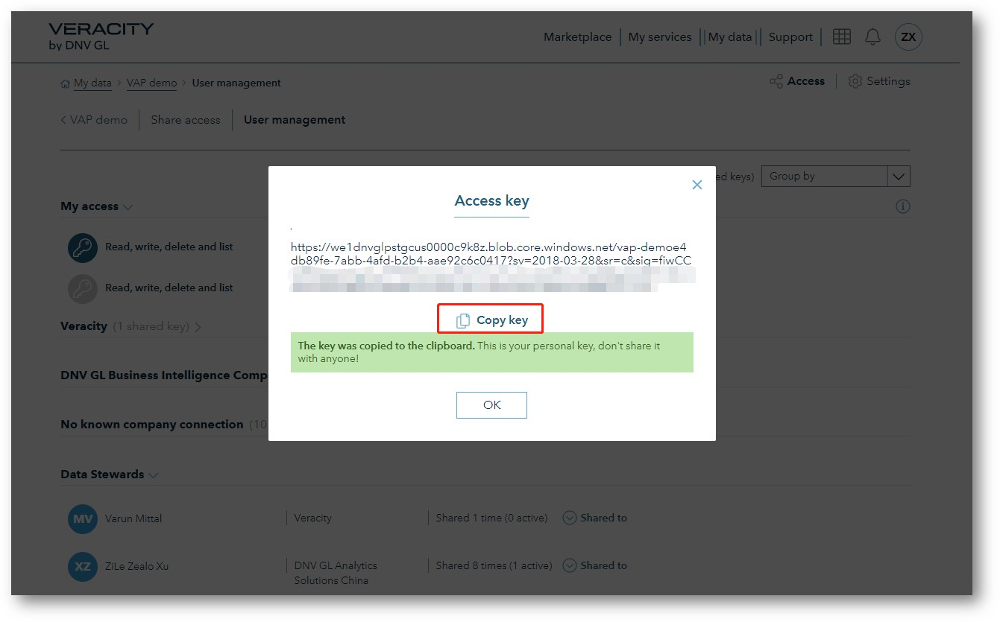 VERACITY
by DNV GL
Marketplace My services My data Support ZX
My data > VAP demo > User management
Access Settings
< VAP demo Share access User management
ed keys) Group by
My access
Read, write, delete and list
Read, write, delete and list
Veracity (1 shared key)
DNV GL Business Intelligence Comp
No known company connection (10
Data Stewards
MV Varun Mittal Veracity Shared 1 time (0 active) Shared to
XZ ZiLe Zealo Xu DNV GL Analytics Shared 8 times (1 active) Shared to
Solutions China
Access key
https://we1dnvglpstgcus0000c9k8z.blob.core.windows.net/vap-demoe4
db89fe-7abb-4afd-b2b4-aae92c6c0417?sv=2018-03-28&sr=c&sig=fiwCC
Copy key
The key was copied to the clipboard. This is your personal key, don't share it
with anyone!
OK